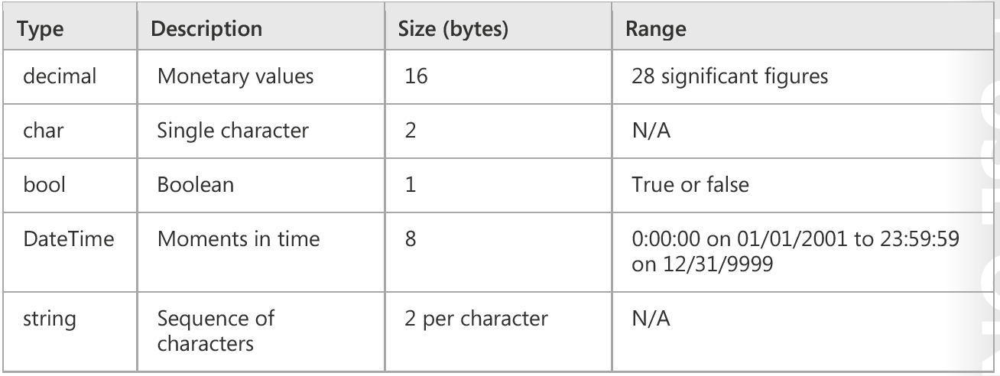 Type Description Size (bytes) Range
decimal Monetary values 16 28 significant figures
char Single character 2 N/A
bool Boolean 1 True or false
DateTime Moments in time 8 0:00:00 on 01/01/2001 to 23:59:59
on 12/31/9999
string Sequence of 2 per character N/A
characters